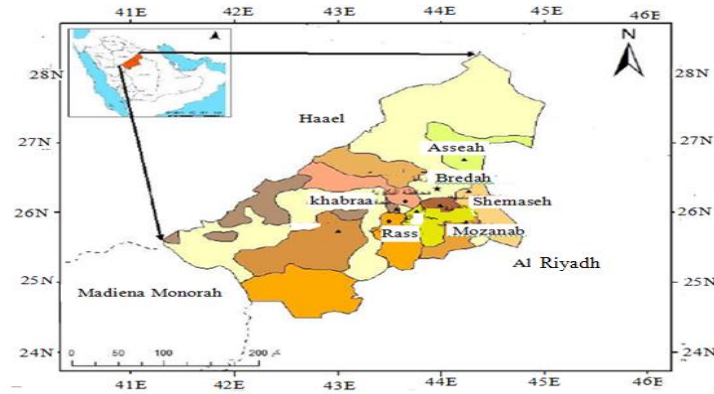 41E 42E 43E 44E 45E 46E
N
28N 28N
Haael
27N 27N
Asseah
Bredah
khabraa Shemaseh
26N 26N
Rass Mozanab
Al Riyadh
25N 25N
Madiena Monorah
24N 24N
0 50 100 200
41E 42E 43E 44E 45E 46E